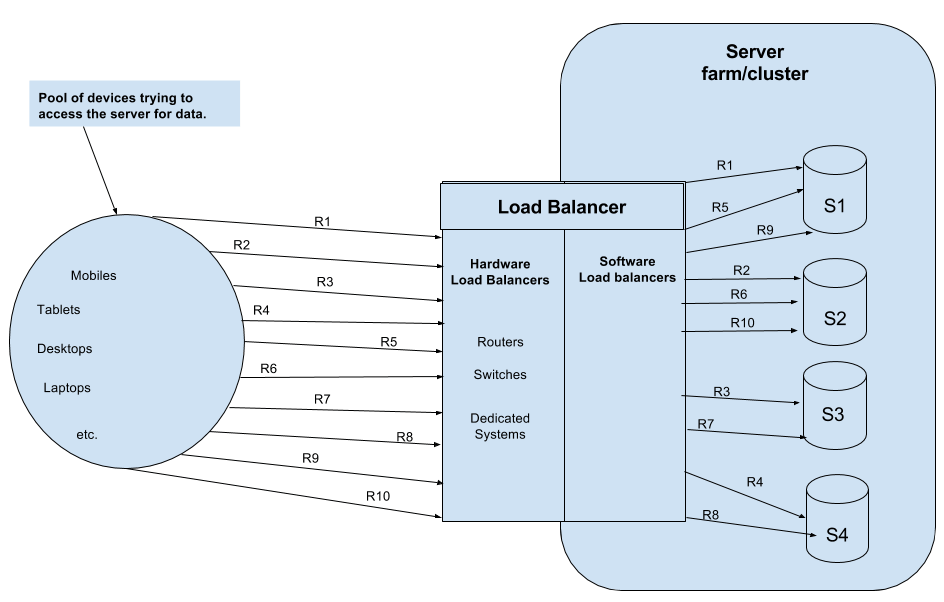 Server
farm/cluster
Pool of devices trying to
access the server for data.
Mobiles
Tablets
Desktops
Laptops
etc.
R1
R2
R3
R4
R5
R6
R7
R8
R9
R10
Load Balancer
Hardware
Load Balancers
Routers
Switches
Dedicated
Systems
Software
Load balancers
R1
R5
R9
R2
R6
R10
R3
R7
R4
R8
S1
S2
S3
S4